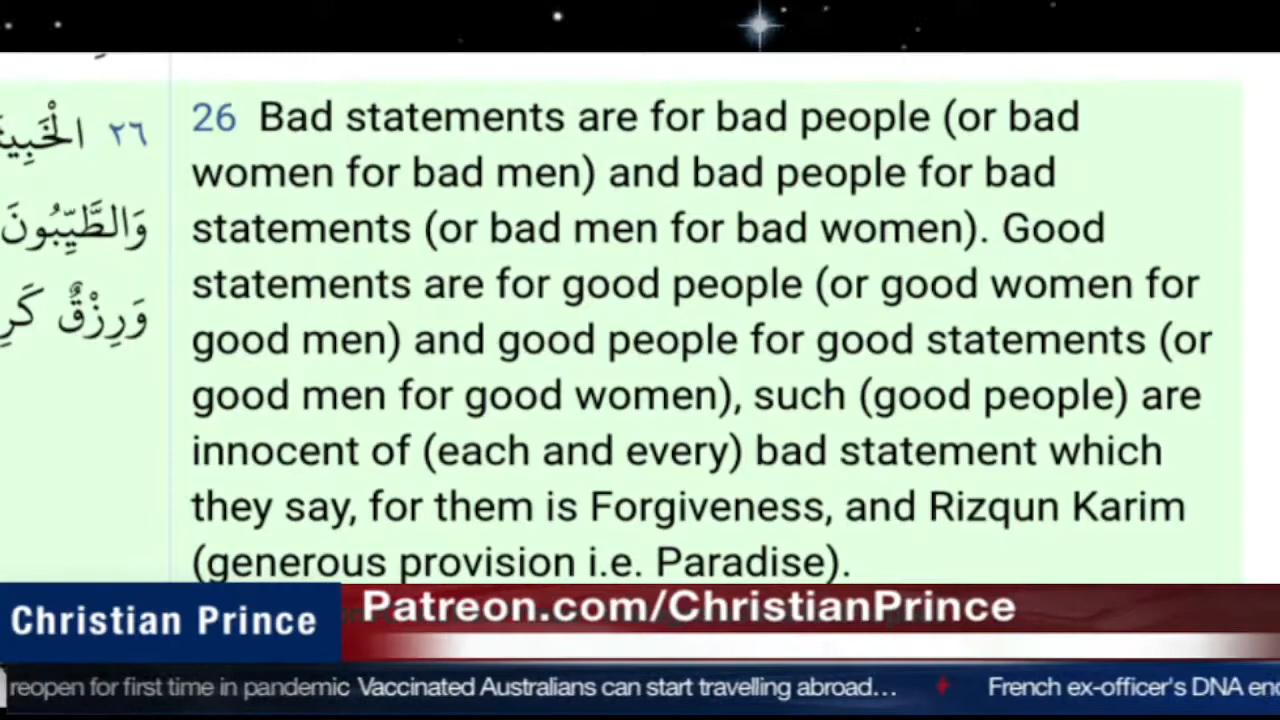 26 Bad statements are for bad people (or bad
women for bad men) and bad people for bad
statements (or bad men for bad women). Good
statements are for good people (or good women for
good men) and good people for good statements (or
good men for good women), such (good people) are
innocent of (each and every) bad statement which
they say, for them is Forgiveness, and Rizqun Karim
(generous provision i.e. Paradise).
٢٦
وَالطَّيِّبُونَ
وَرِزْقٌ
Christian Prince
Patreon.com/ChristianPrince
reopen for first time in pandemic Vaccinated Australians can start travelling abroad... French ex-officer's DNA